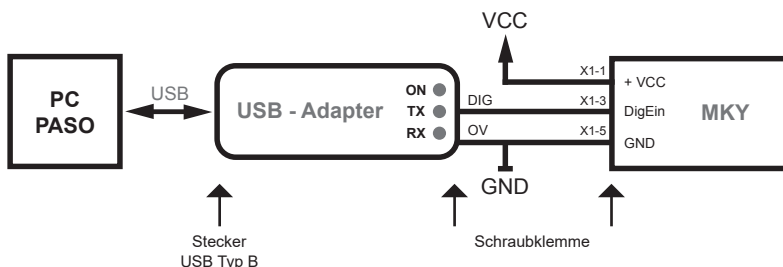 VCC
X1-1
PC
PASO
USB
USB - Adapter
ON
TX
RX
DIG
X1-3
OV
X1-5
+ VCC
DigEin
GND
MKY
GND
Stecker
USB Typ B
Schraubklemme